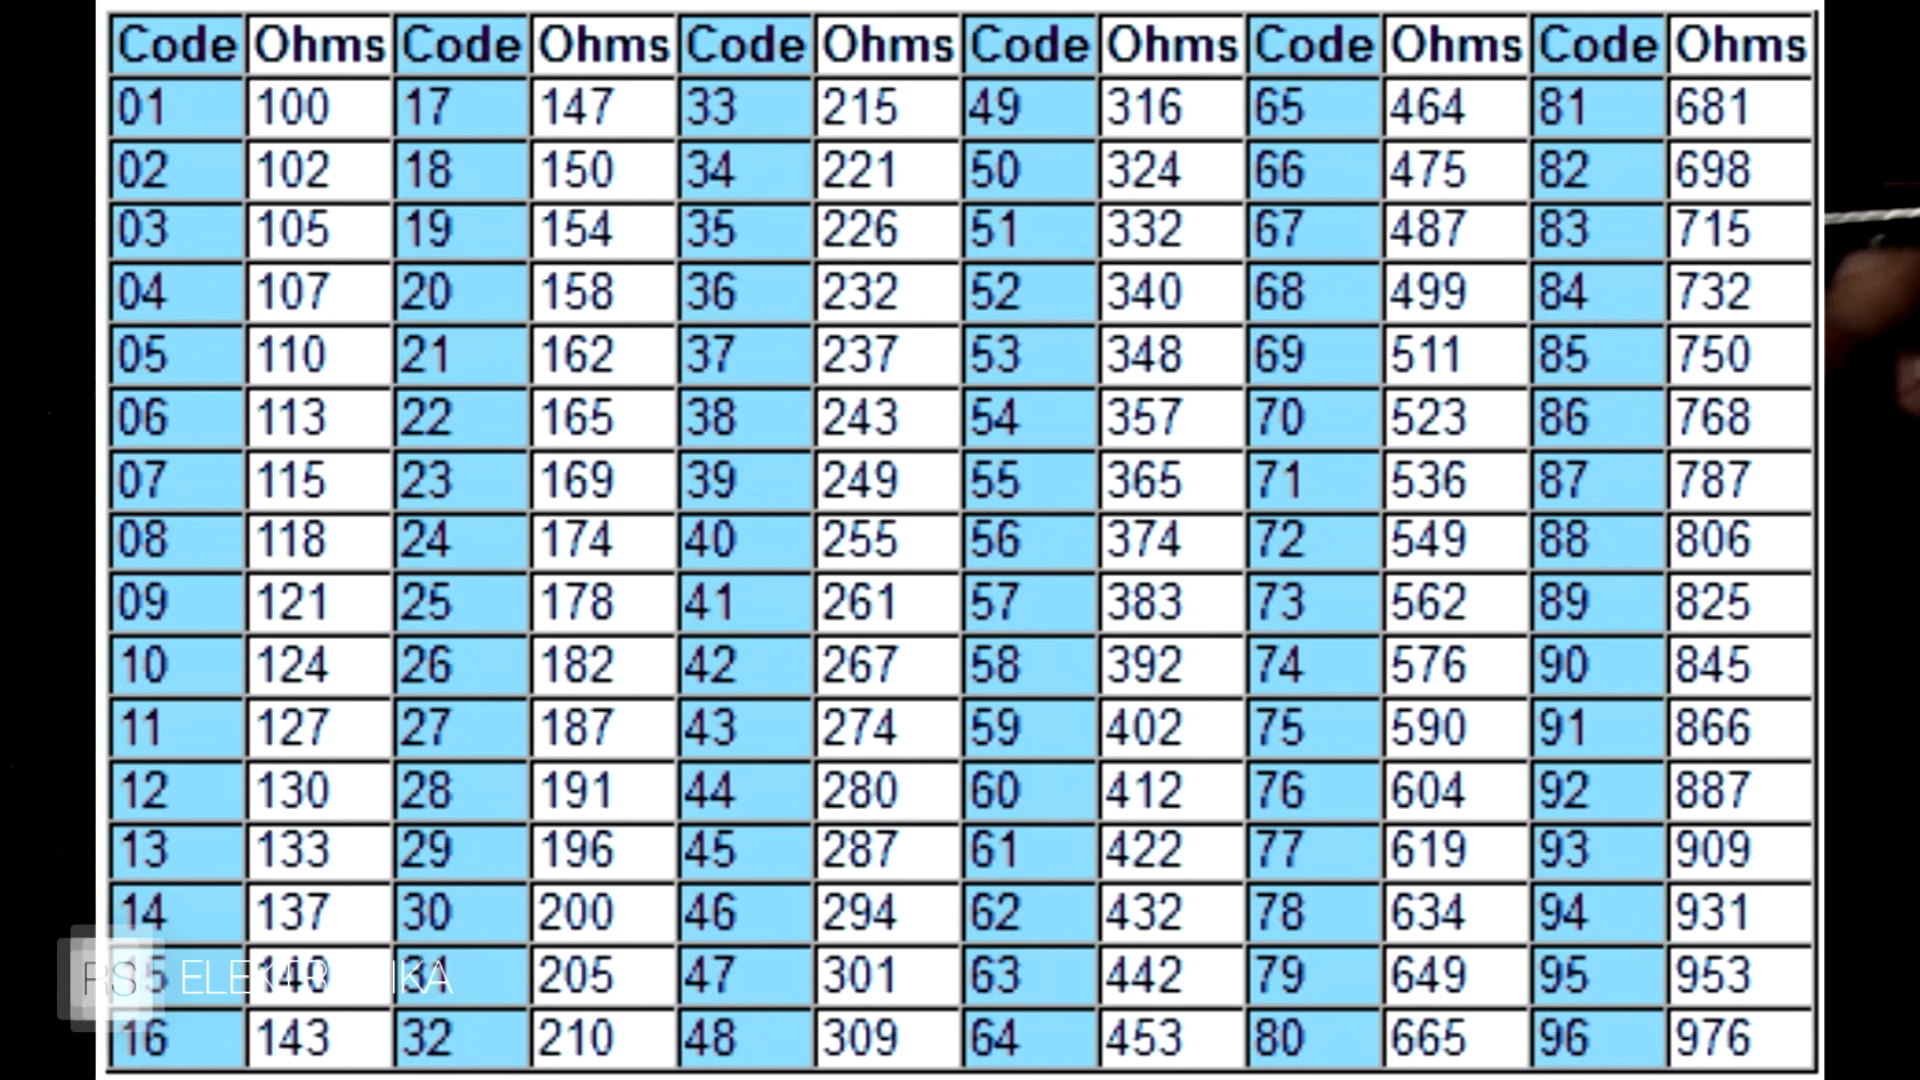 Code Ohms Code Ohms Code Ohms Code Ohms Code Ohms Code Ohms
01 100 17 147 33 215 49 316 65 464 81 681
02 102 18 150 34 221 50 324 66 475 82 698
03 105 19 154 35 226 51 332 67 487 83 715
04 107 20 158 36 232 52 340 68 499 84 732
05 110 21 162 37 237 53 348 69 511 85 750
06 113 22 165 38 243 54 357 70 523 86 768
07 115 23 169 39 249 55 365 71 536 87 787
08 118 24 174 40 255 56 374 72 549 88 806
09 121 25 178 41 261 57 383 73 562 89 825
10 124 26 182 42 267 58 392 74 576 90 845
11 127 27 187 43 274 59 402 75 590 91 866
12 130 28 191 44 280 60 412 76 604 92 887
13 133 29 196 45 287 61 422 77 619 93 909
14 137 30 200 46 294 62 432 78 634 94 931
15 140 31 205 47 301 63 442 79 649 95 953
RS ELEKTRONIKA
16 143 32 210 48 309 64 453 80 665 96 976